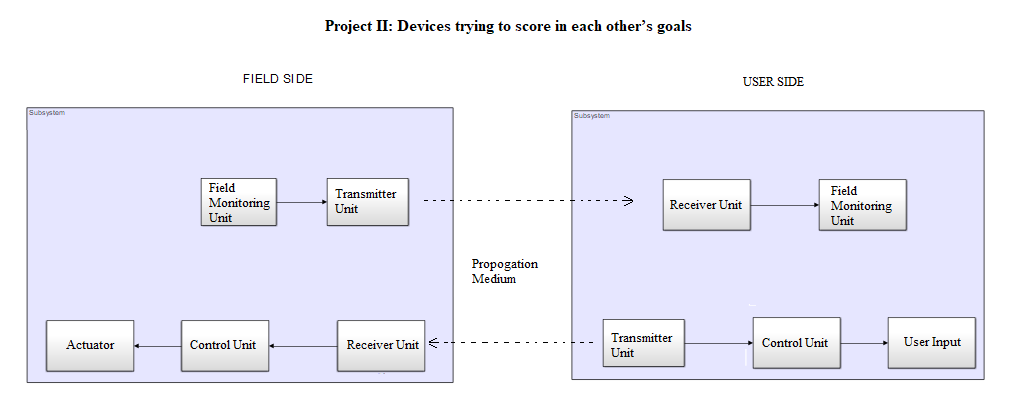 Project II: Devices trying to score in each other’s goals
FIELD SIDE
USER SIDE
Subsystem
Field
Monitoring
Unit
Transmitter
Unit
Actuator
Control Unit
Receiver Unit
Propogation
Medium
Subsystem
Receiver Unit
Field
Monitoring
Unit
Transmitter
Unit
Control Unit
User Input